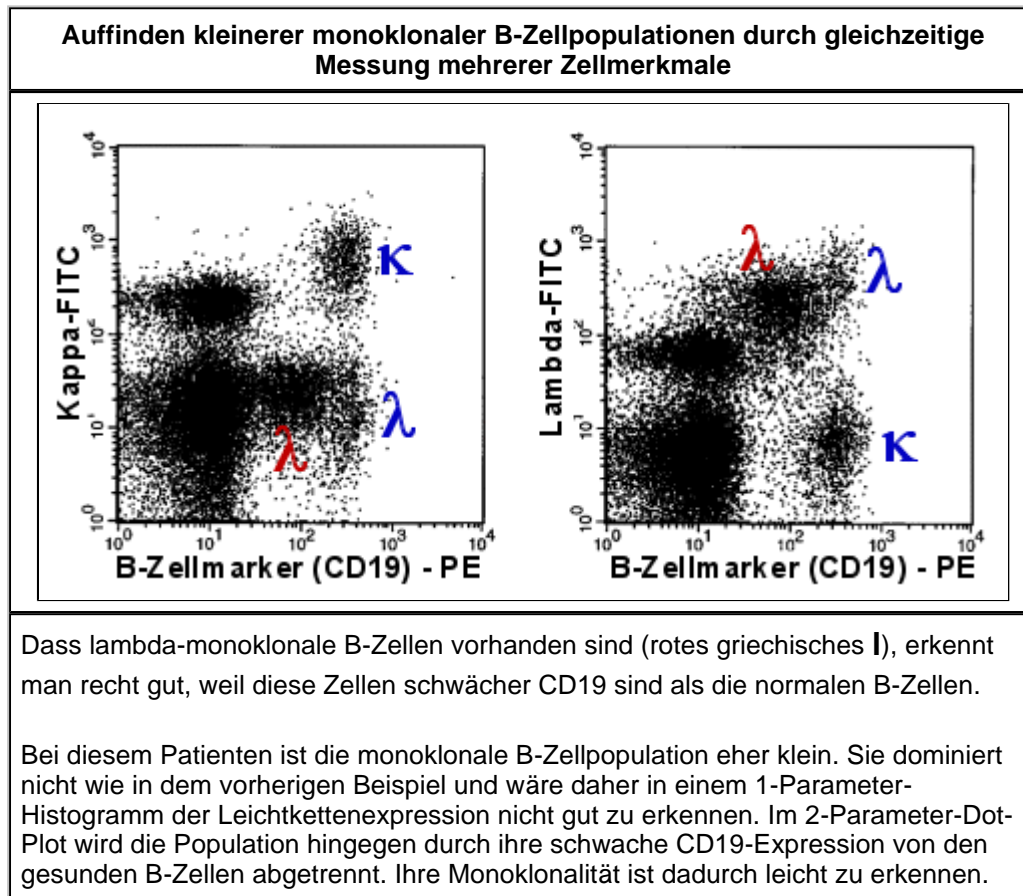 Auffinden kleinerer monoklonaler B-Zellpopulationen durch gleichzeitige
Messung mehrerer Zellmerkmale
10⁴
10³
10²
10¹
10⁰
Kappa-FITC
κ
λ
λ
10⁰ 10¹ 10² 10³ 10⁴
B-Zellmarker (CD19) - PE
10⁴
10³
10²
10¹
10⁰
Lambda-FITC
λ
λ
κ
10⁰ 10¹ 10² 10³ 10⁴
B-Zellmarker (CD19) - PE
Dass lambda-monoklonale B-Zellen vorhanden sind (rotes griechisches l), erkennt
man recht gut, weil diese Zellen schwächer CD19 sind als die normalen B-Zellen.
Bei diesem Patienten ist die monoklonale B-Zellpopulation eher klein. Sie dominiert
nicht wie in dem vorherigen Beispiel und wäre daher in einem 1-Parameter-
Histogramm der Leichtkettenexpression nicht gut zu erkennen. Im 2-Parameter-Dot-
Plot wird die Population hingegen durch ihre schwache CD19-Expression von den
gesunden B-Zellen abgetrennt. Ihre Monoklonalität ist dadurch leicht zu erkennen.